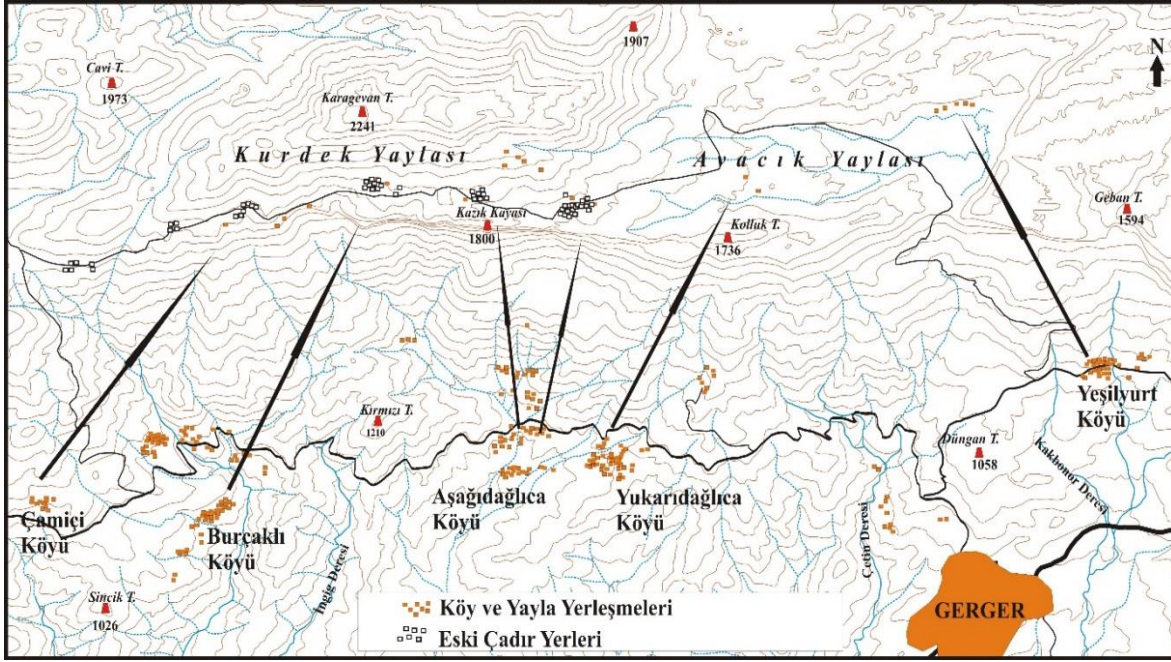 1907
N
Cavi T.
1973
Karagevan T.
2241
Kurdek Yaylası
Ayacık Yaylası
Geban T.
1594
Kazık Kayası
1800
Kolluk T.
1736
Yeşilyurt
Köyü
Kırmızı T.
1210
Düngan T.
1058
Kakbonor Deresi
Aşağıdağlıca
Köyü
Yukarıdağlıca
Köyü
Çamiçi
Köyü
Burçaklı
Köyü
İngig Deresi
Çetin Deresi
Sincik T.
1026
Köy ve Yayla Yerleşmeleri
Eski Çadır Yerleri
GERGER